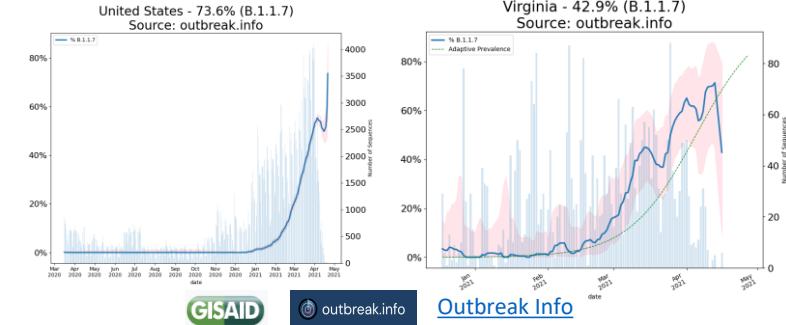 United States - 73.6% (B.1.1.7)
Source: outbreak.info
% B.1.1.7
80%
60%
40%
20%
0%
4000
3500
3000
2500
2000
1500
1000
500
0
Number of Sequences
Mar 2020
Apr 2020
May 2020
Jun 2020
Jul 2020
Aug 2020
Sep 2020
Oct 2020
Nov 2020
Dec 2020
Jan 2021
Feb 2021
Mar 2021
Apr 2021
May 2021
date
Virginia - 42.9% (B.1.1.7)
Source: outbreak.info
% B.1.1.7
Adaptive Prevalence
80%
60%
40%
20%
0%
80
60
40
20
0
Number of Sequences
Jan 2021
Feb 2021
Mar 2021
Apr 2021
May 2021
date
GISAID
outbreak.info
Outbreak Info